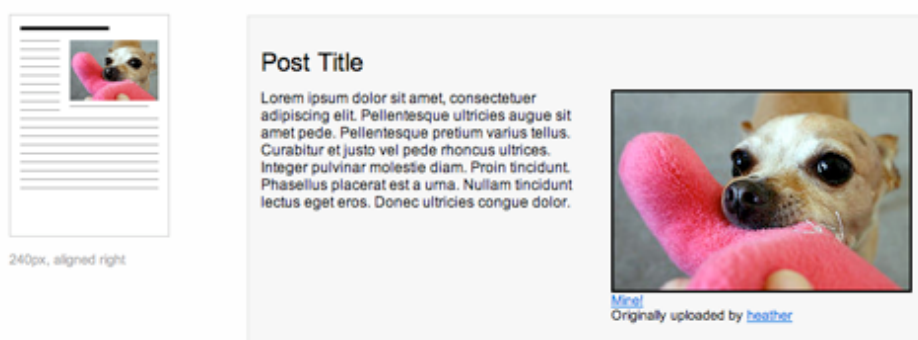 240px, aligned right
Post Title
Lorem ipsum dolor sit amet, consectetuer
adipiscing elit. Pellentesque ultricies augue sit
amet pede. Pellentesque pretium varius tellus.
Curabitur et justo vel pede rhoncus ultrices.
Integer pulvinar molestie diam. Proin tincidunt.
Phasellus placerat est a urna. Nullam tincidunt
lectus eget eros. Donec ultricies congue dolor.
Mine!
Originally uploaded by heather